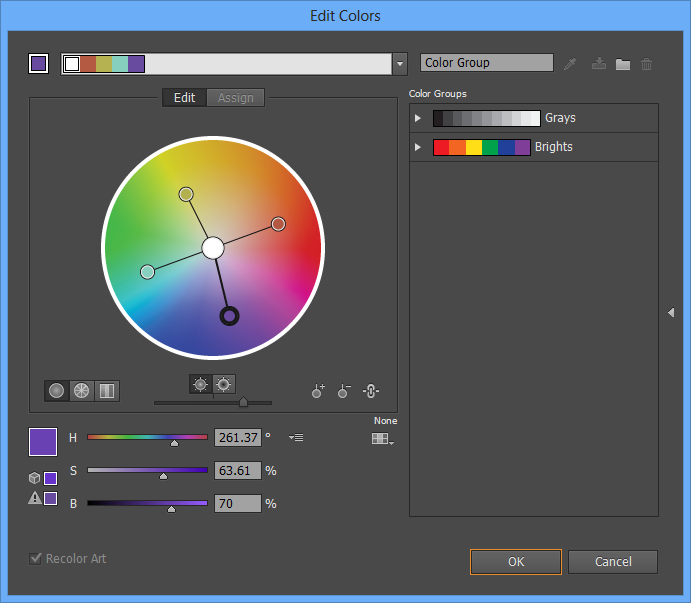 Edit Colors
Color Group
Edit Assign
Color Groups
Grays
Brights
None
H 261.37 °
S 63.61 %
B 70 %
Recolor Art
OK Cancel